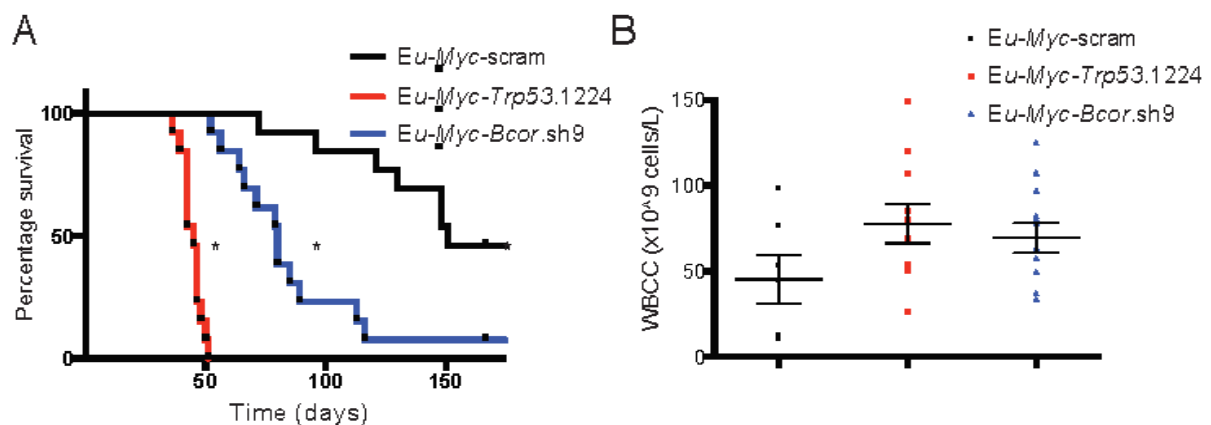 A
Eu-Myc-scram
Eu-Myc-Trp53.1224
Eu-Myc-Bcor.sh9
Percentage survival
100
50
0
*
*
*
50
100
150
Time (days)
B
Eu-Myc-scram
Eu-Myc-Trp53.1224
Eu-Myc-Bcor.sh9
WBCC (x10^9 cells/L)
150
100
50
0